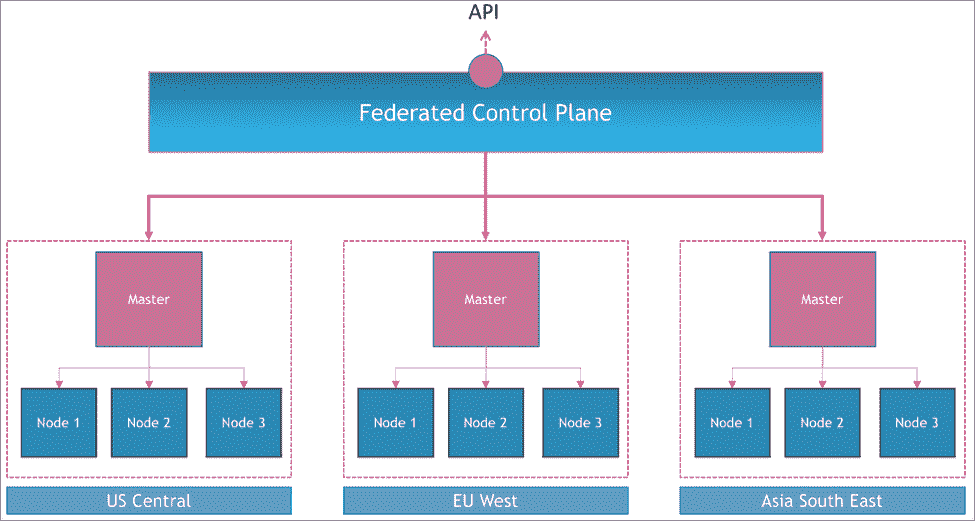 API
Federated Control Plane
Master
Master
Master
Node 1
Node 2
Node 3
Node 1
Node 2
Node 3
Node 1
Node 2
Node 3
US Central
EU West
Asia South East